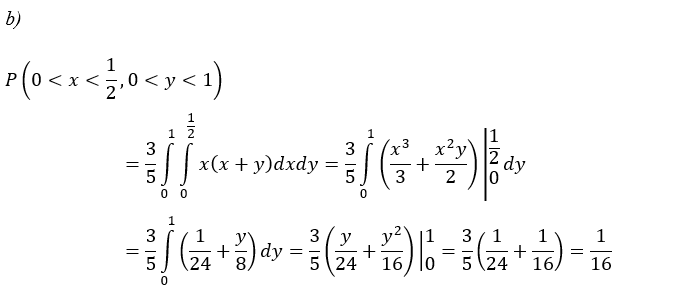 b)
P(0 < x < 1/2, 0 < y < 1)
= 3/5 ∫₀¹ ∫₀^(1/2) x(x + y)dxdy = 3/5 ∫₀¹ (x³/3 + x²y/2) |₀^(1/2) dy
= 3/5 ∫₀¹ (1/24 + y/8) dy = 3/5 (y/24 + y²/16) |₀¹ = 3/5 (1/24 + 1/16) = 1/16